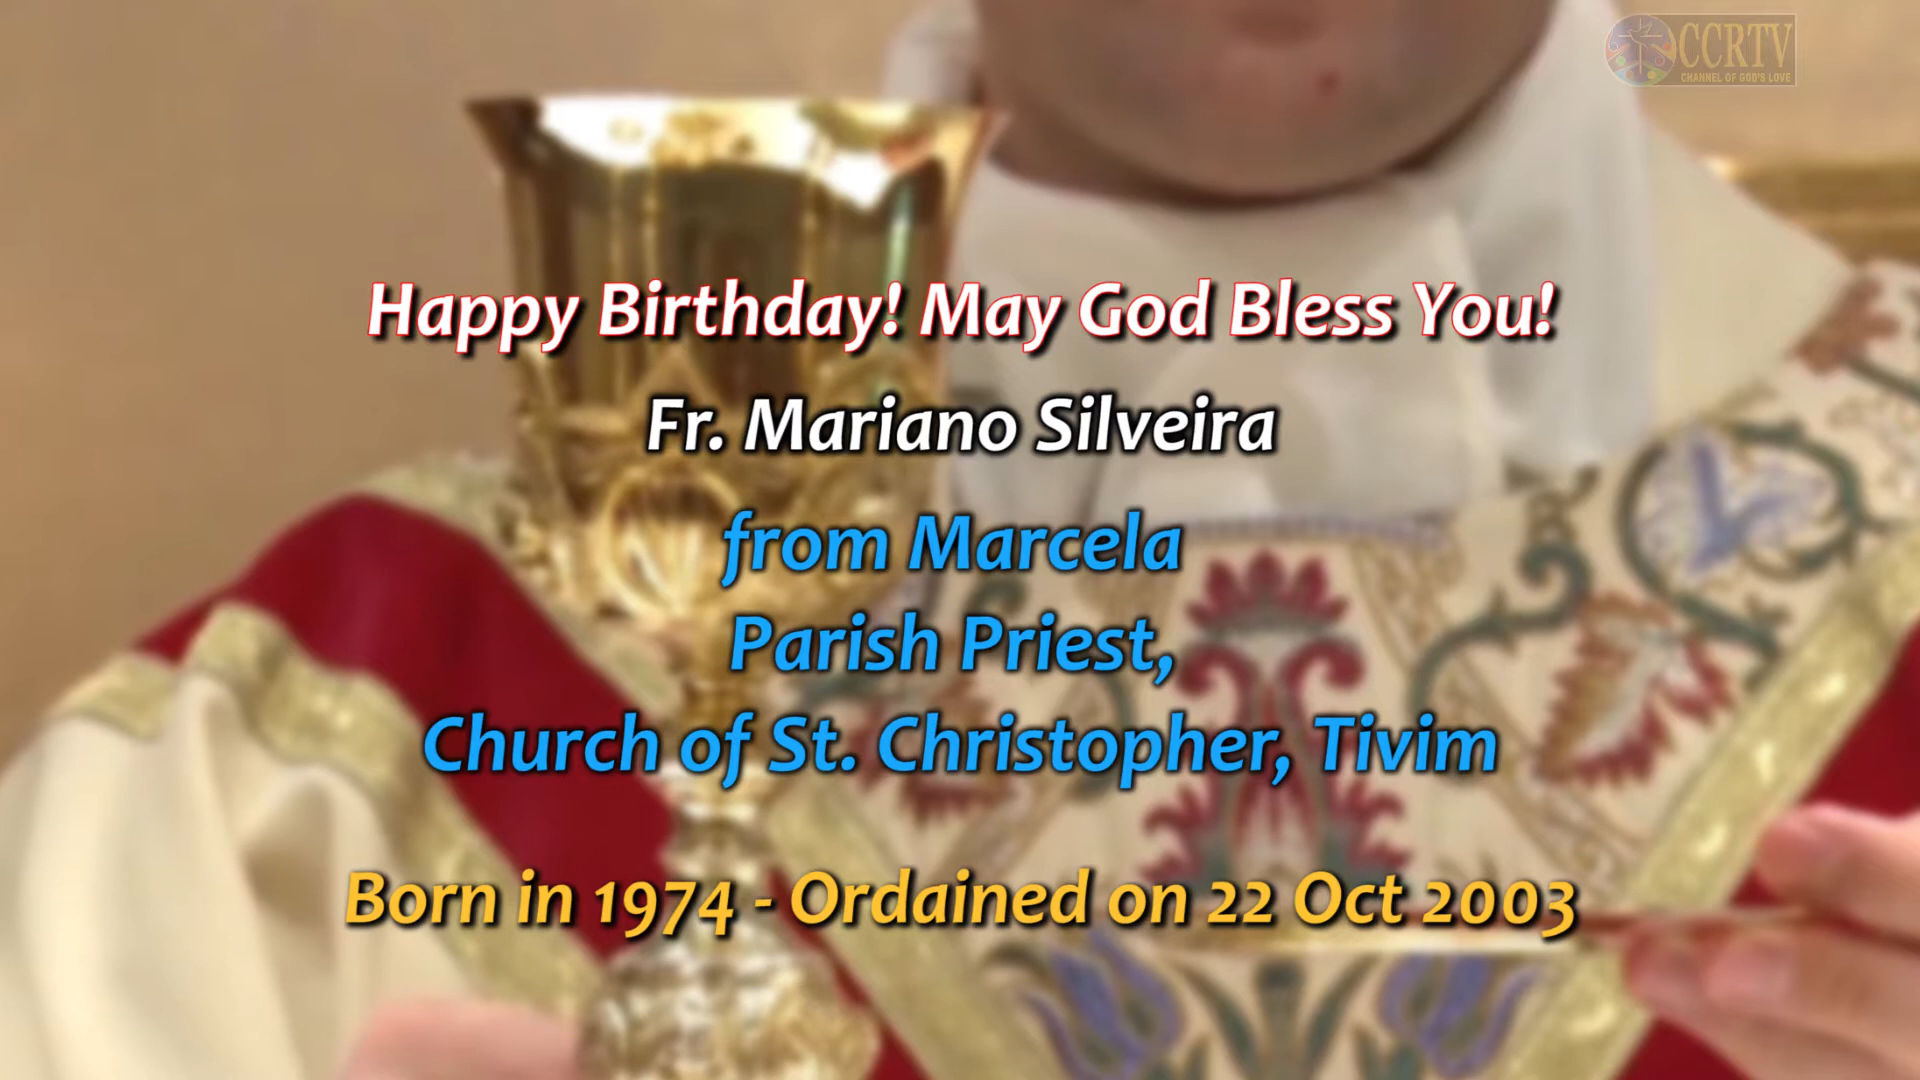 CCRTV
CHANNEL OF GOD'S LOVE
Happy Birthday! May God Bless You!
Fr. Mariano Silveira
from Marcela
Parish Priest,
Church of St. Christopher, Tivim
Born in 1974 - Ordained on 22 Oct 2003